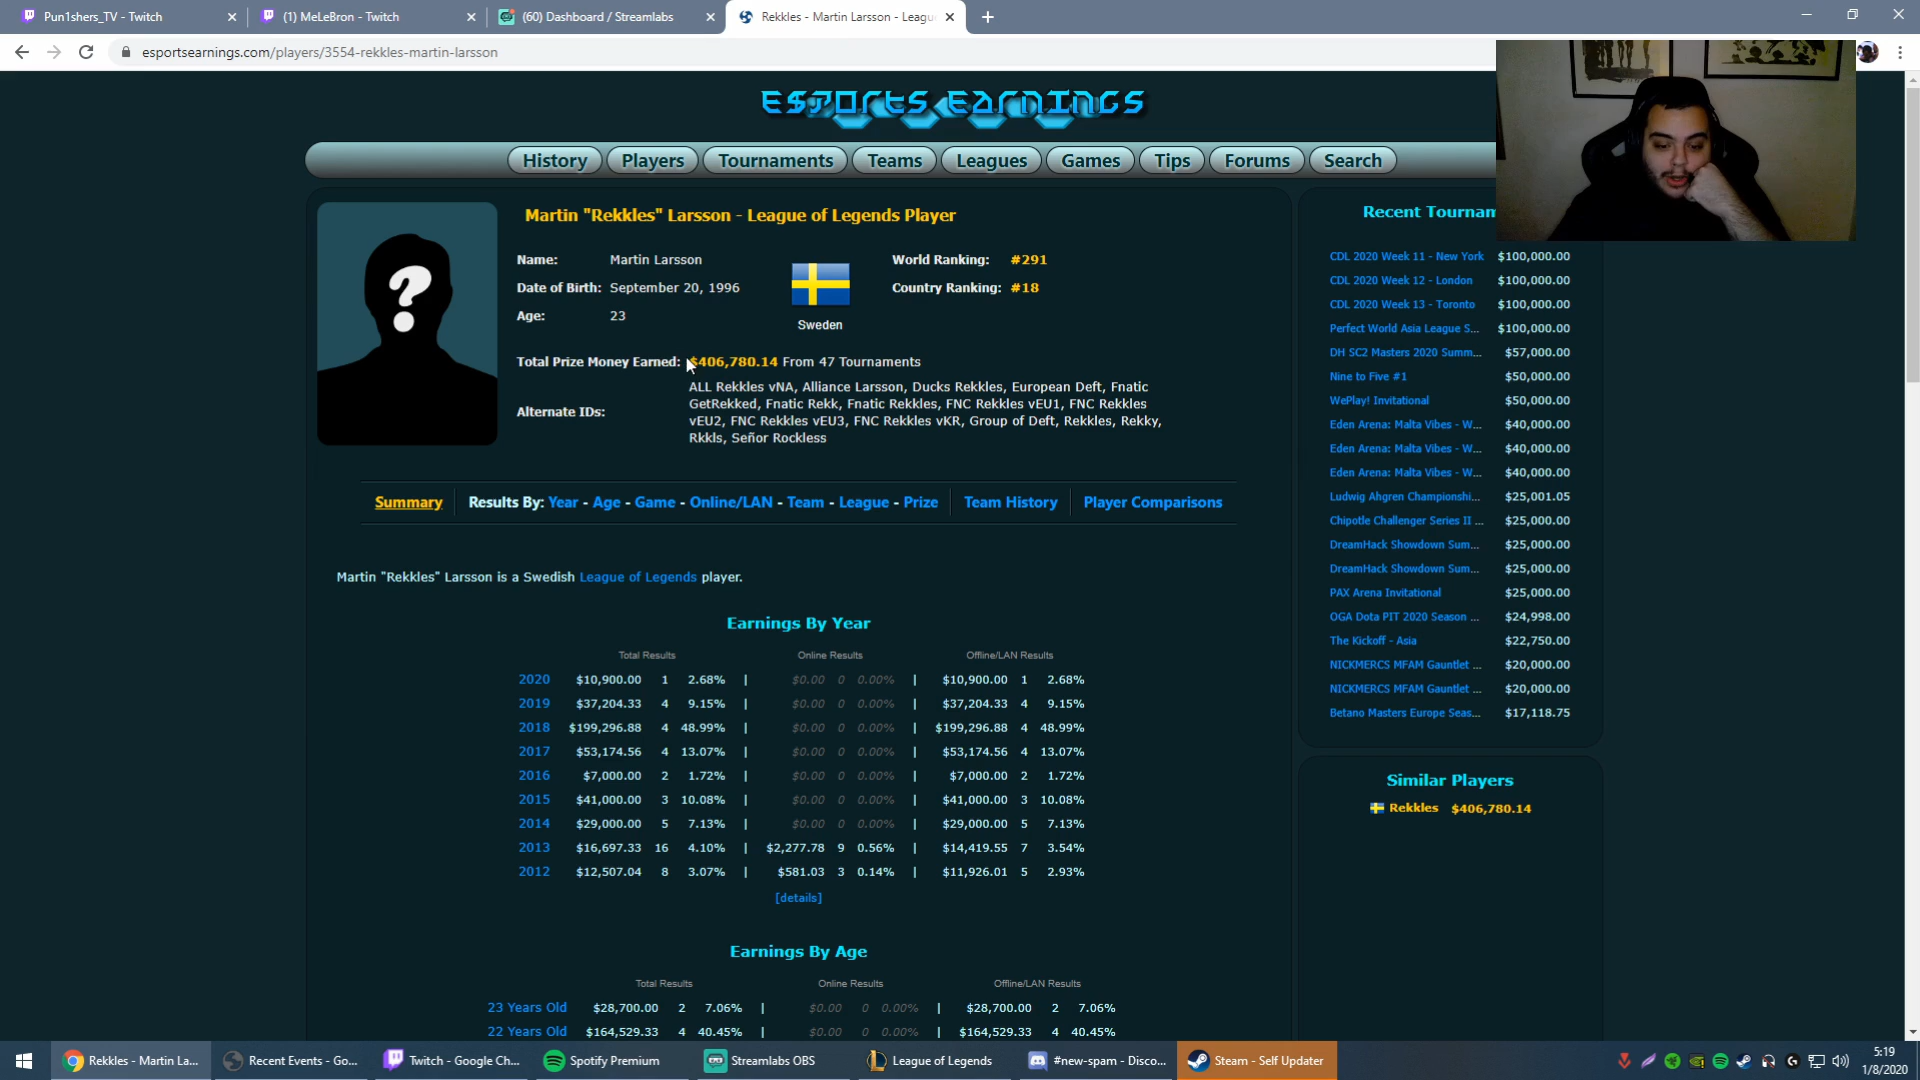 Pun1shers_TV - Twitch
(1) MeLeBron - Twitch
(60) Dashboard / Streamlabs
Rekkles - Martin Larsson - Leagu
esportsearnings.com/players/3554-rekkles-martin-larsson
ESPORTS EARNINGS
History Players Tournaments Teams Leagues Games Tips Forums Search
Martin "Rekkles" Larsson - League of Legends Player
Name: Martin Larsson
Date of Birth: September 20, 1996
Age: 23
Sweden
World Ranking: #291
Country Ranking: #18
Total Prize Money Earned: $406,780.14 From 47 Tournaments
Alternate IDs:
ALL Rekkles vNA, Alliance Larsson, Ducks Rekkles, European Deft, Fnatic
GetRekked, Fnatic Rekk, Fnatic Rekkles, FNC Rekkles vEU1, FNC Rekkles
vEU2, FNC Rekkles vEU3, FNC Rekkles vKR, Group of Deft, Rekkles, Rekky,
Rkkls, Señor Rockless
Summary Results By: Year - Age - Game - Online/LAN - Team - League - Prize Team History Player Comparisons
Martin "Rekkles" Larsson is a Swedish League of Legends player.
Earnings By Year
Total Results Online Results Offline/LAN Results
2020 $10,900.00 1 2.68% | $0.00 0 0.00% | $10,900.00 1 2.68%
2019 $37,204.33 4 9.15% | $0.00 0 0.00% | $37,204.33 4 9.15%
2018 $199,296.88 4 48.99% | $0.00 0 0.00% | $199,296.88 4 48.99%
2017 $53,174.56 4 13.07% | $0.00 0 0.00% | $53,174.56 4 13.07%
2016 $7,000.00 2 1.72% | $0.00 0 0.00% | $7,000.00 2 1.72%
2015 $41,000.00 3 10.08% | $0.00 0 0.00% | $41,000.00 3 10.08%
2014 $29,000.00 5 7.13% | $0.00 0 0.00% | $29,000.00 5 7.13%
2013 $16,697.33 16 4.10% | $2,277.78 9 0.56% | $14,419.55 7 3.54%
2012 $12,507.04 8 3.07% | $581.03 3 0.14% | $11,926.01 5 2.93%
[details]
Earnings By Age
Total Results Online Results Offline/LAN Results
23 Years Old $28,700.00 2 7.06% | $0.00 0 0.00% | $28,700.00 2 7.06%
22 Years Old $164,529.33 4 40.45% | $0.00 0 0.00% | $164,529.33 4 40.45%
Recent Tournam
CDL 2020 Week 11 - New York $100,000.00
CDL 2020 Week 12 - London $100,000.00
CDL 2020 Week 13 - Toronto $100,000.00
Perfect World Asia League S... $100,000.00
DH SC2 Masters 2020 Summ... $57,000.00
Nine to Five #1 $50,000.00
WePlay! Invitational $50,000.00
Eden Arena: Malta Vibes - W... $40,000.00
Eden Arena: Malta Vibes - W... $40,000.00
Eden Arena: Malta Vibes - W... $40,000.00
Ludwig Ahgren Championshi... $25,001.05
Chipotle Challenger Series II ... $25,000.00
DreamHack Showdown Sum... $25,000.00
DreamHack Showdown Sum... $25,000.00
PAX Arena Invitational $25,000.00
OGA Dota PIT 2020 Season ... $24,998.00
The Kickoff - Asia $22,750.00
NICKMERCS MFAM Gauntlet ... $20,000.00
NICKMERCS MFAM Gauntlet ... $20,000.00
Betano Masters Europe Seas... $17,118.75
Similar Players
Rekkles $406,780.14
Rekkles - Martin La...
Recent Events - Go...
Twitch - Google Ch...
Spotify Premium
Streamlabs OBS
League of Legends
#new-spam - Disco...
Steam - Self Updater
5:19
1/8/2020